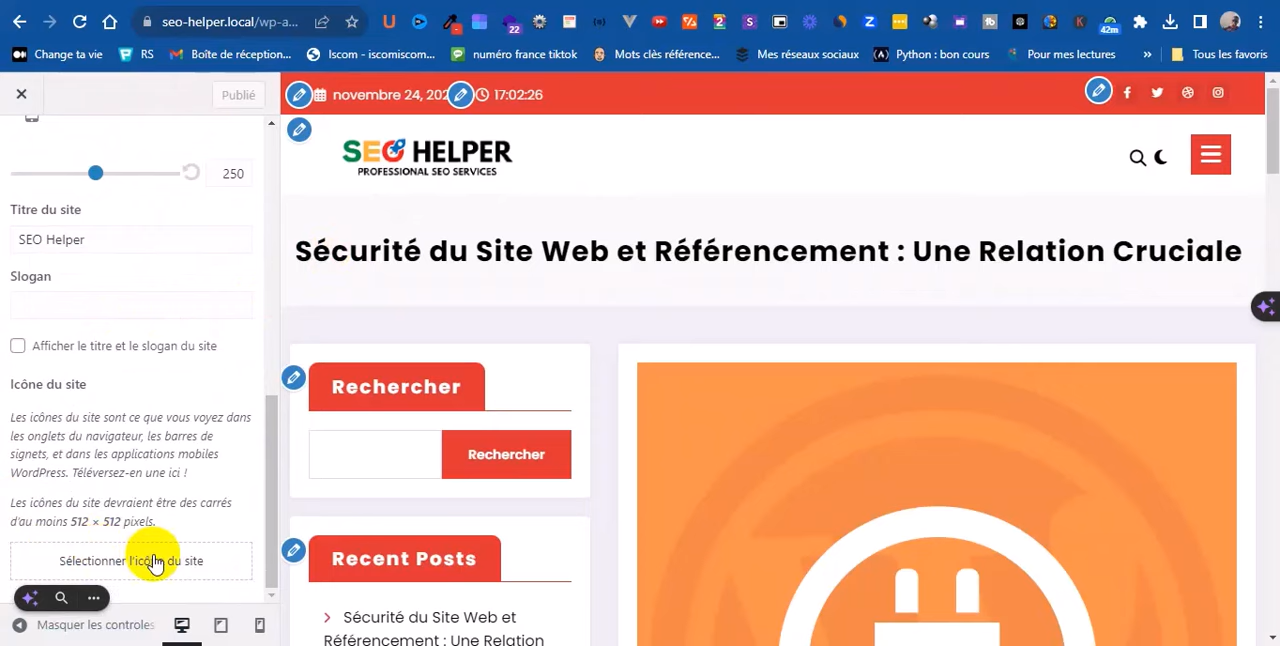 seo-helper.local/wp-a...
22
42m
Change ta vie
RS
Boîte de réception...
Iscom — iscomiscom...
numéro france tiktok
Mots clès référence...
Mes réseaux sociaux
Python : bon cours
Pour mes lectures
»
Tous les favoris
Publié
novembre 24, 202
17:02:26
SEO HELPER
PROFESSIONAL SEO SERVICES
250
Titre du site
SEO Helper
Slogan
Afficher le titre et le slogan du site
Icône du site
Les icônes du site sont ce que vous voyez dans
les onglets du navigateur, les barres de
signets, et dans les applications mobiles
WordPress. Téléversez-en une ici !
Les icônes du site devraient être des carrés
d'au moins 512 × 512 pixels.
Sélectionner l'icône du site
Masquer les controles
Sécurité du Site Web et Référencement : Une Relation Cruciale
Rechercher
Rechercher
Recent Posts
Sécurité du Site Web et
Référencement : Une Relation